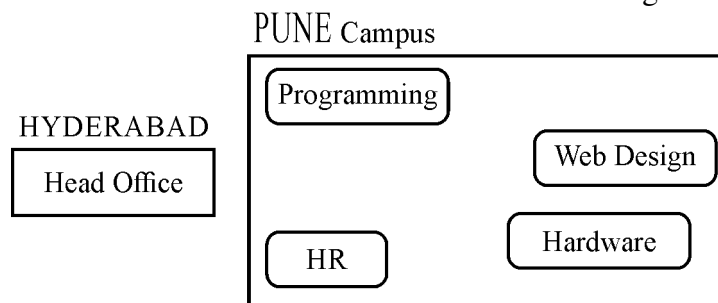 PUNE Campus
Programming
HYDERABAD
Web Design
Head Office
Hardware
HR